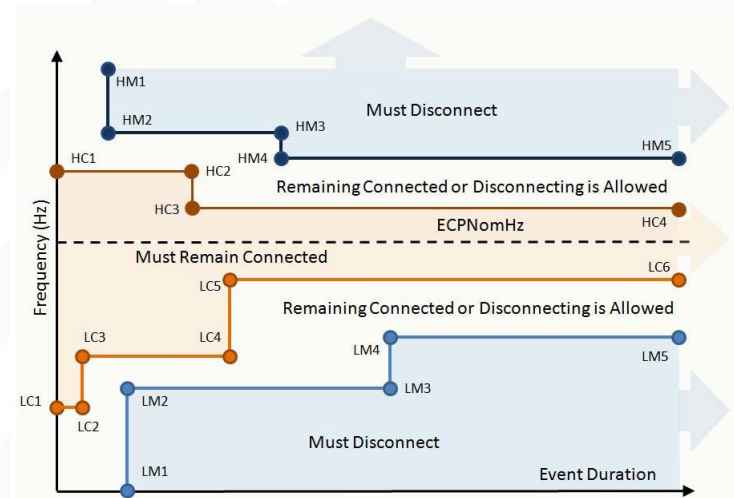 HM1
Must Disconnect
HM2
HM3
HM4
HM5
HC1
HC2
Remaining Connected or Disconnecting is Allowed
HC3
HC4
ECPNomHz
Frequency (Hz)
Must Remain Connected
LC6
LC5
Remaining Connected or Disconnecting is Allowed
LC3
LC4
LM4
LM5
LC1
LC2
LM2
LM3
Must Disconnect
LM1
Event Duration